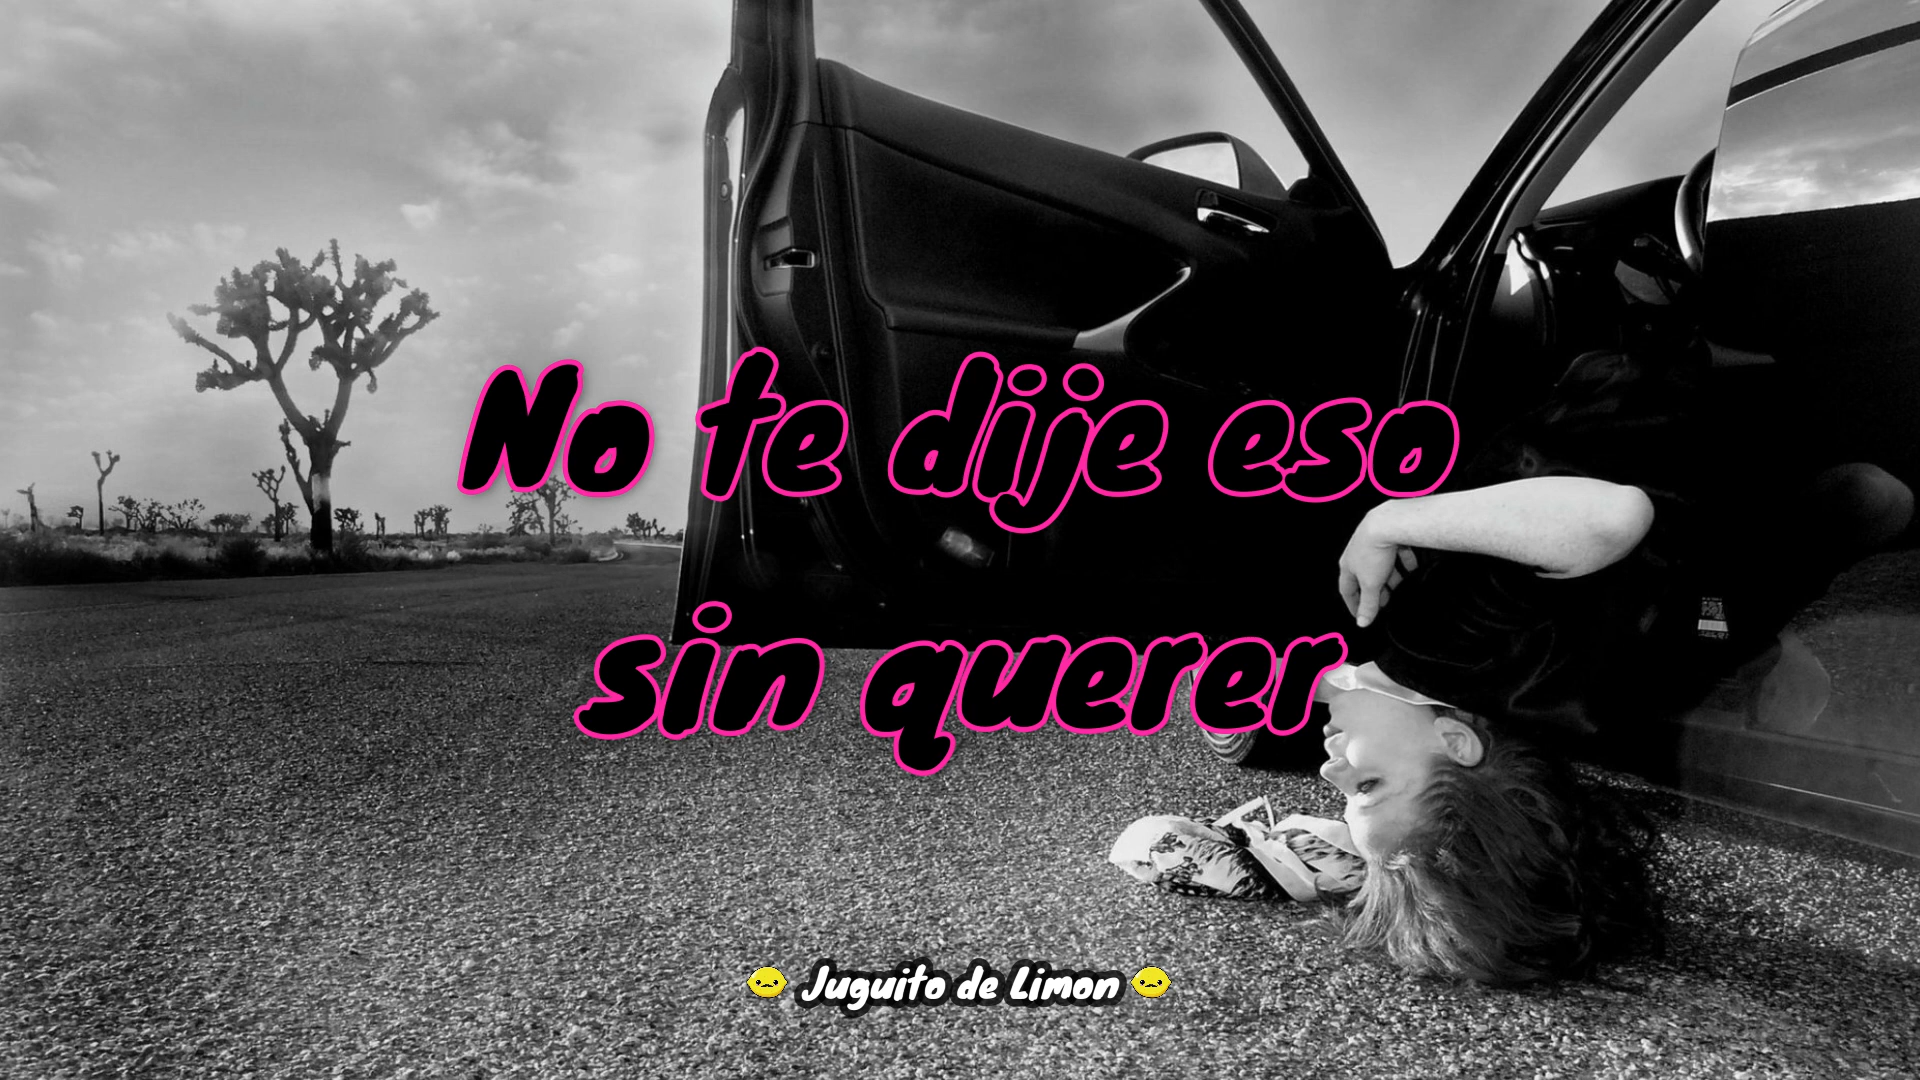 No te dije eso
sin querer
Juguito de Limon